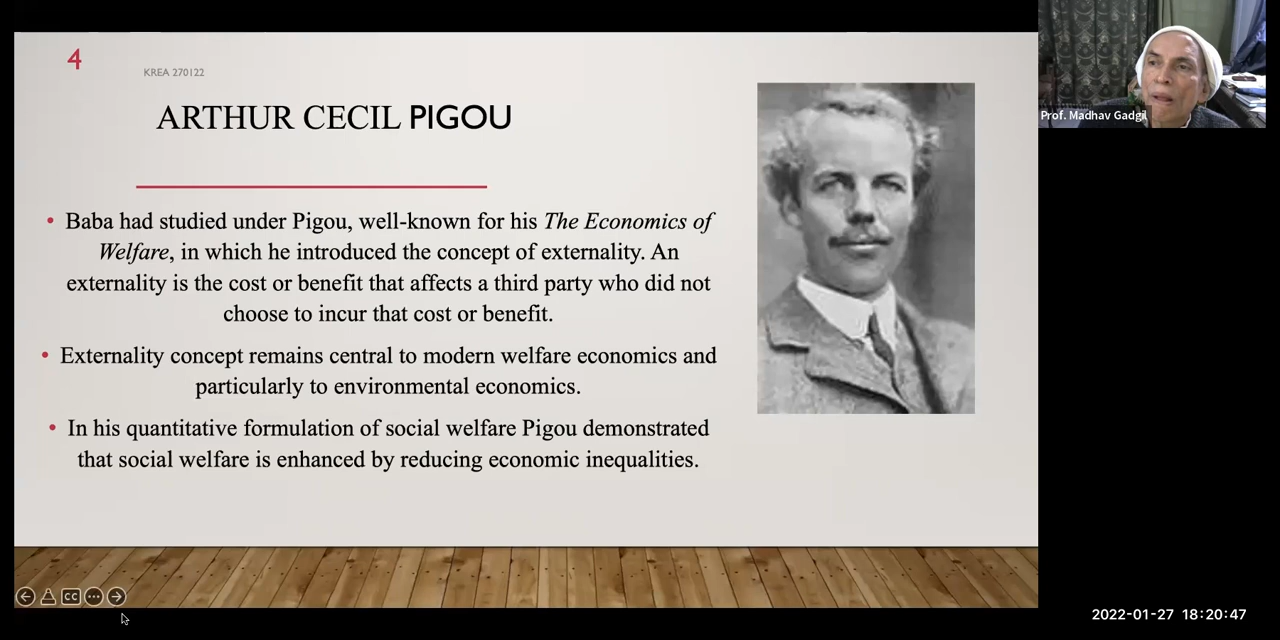 4
KREA 270122
ARTHUR CECIL PIGOU
• Baba had studied under Pigou, well-known for his The Economics of
Welfare, in which he introduced the concept of externality. An
externality is the cost or benefit that affects a third party who did not
choose to incur that cost or benefit.
• Externality concept remains central to modern welfare economics and
particularly to environmental economics.
• In his quantitative formulation of social welfare Pigou demonstrated
that social welfare is enhanced by reducing economic inequalities.
Prof. Madhav Gadgil
CC
2022-01-27 18:20:47